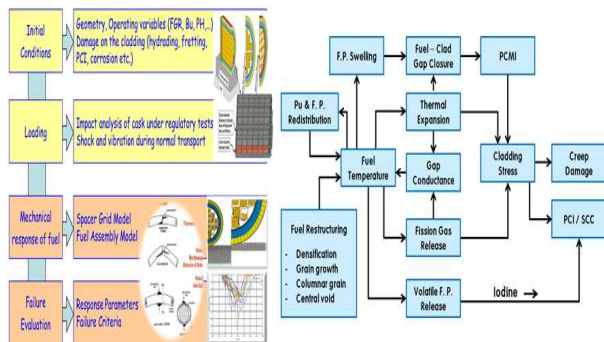 Initial
Conditions
Geometry, Operating variables (FGR, Bu, PH,...)
Damage on the cladding (hydrading, fretting,
PCI, corrosion etc.)
Loading
Impact analysis of cask under regulatory tests
Shock and vibration during normal transport
Mechanical
response of fuel
Spacer Grid Model
Fuel Assembly Model
Failure
Evaluation
Response Parameters
Failure Criteria
F.P. Swelling
Fuel – Clad
Gap Closure
PCMI
Pu & F. P.
Redistribution
Thermal
Expansion
Fuel
Temperature
Gap
Conductance
Cladding
Stress
Creep
Damage
Fuel Restructuring
- Densification
- Grain growth
- Columnar grain
- Central void
Fission Gas
Release
PCI / SCC
Volatile F. P.
Release
Iodine